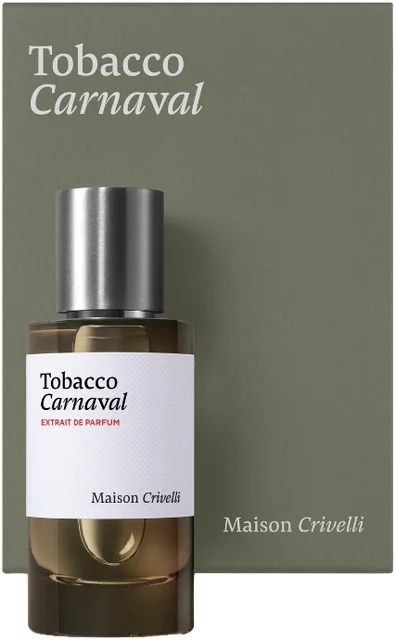 Tobacco
Carnaval
Tobacco
Carnaval
EXTRAIT DE PARFUM
Maison Crivelli
Maison Crivelli